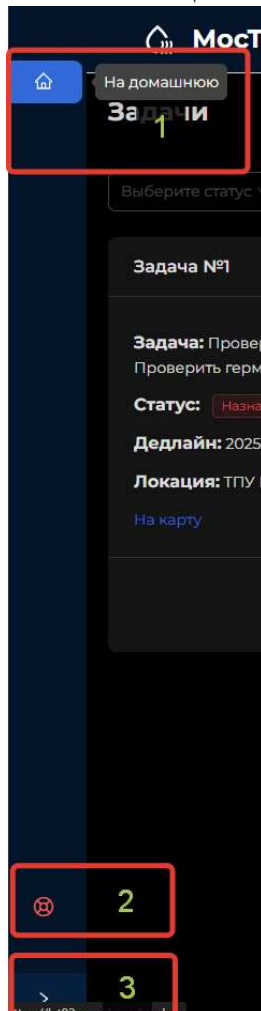 МосТ
На домашнюю
Задачи
1
Выберите статус
Задача №1
Задача: Провер
Проверить герм
Статус: Назна
Дедлайн: 2025
Локация: ТПУ
На карту
2
3